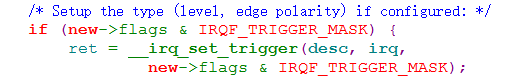 /* Setup the type (level, edge polarity) if configured: */
if (new->flags & IRQF_TRIGGER_MASK) {
ret = __irq_set_trigger(desc, irq,
new->flags & IRQF_TRIGGER_MASK);